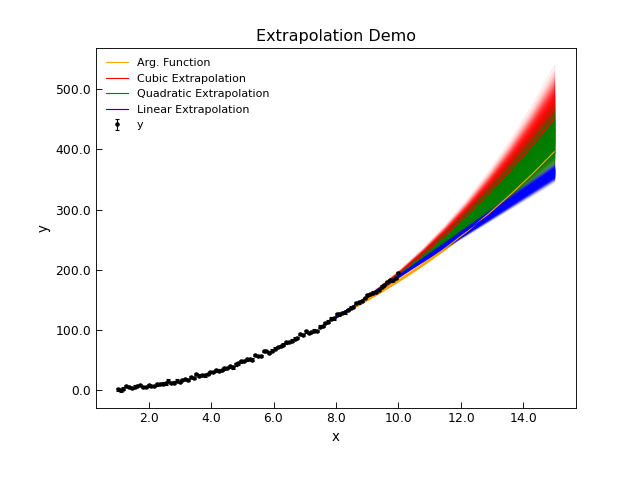 Extrapolation Demo
Arg. Function
Cubic Extrapolation
Quadratic Extrapolation
Linear Extrapolation
y
500.0
400.0
300.0
200.0
100.0
0.0
y
2.0 4.0 6.0 8.0 10.0 12.0 14.0
x